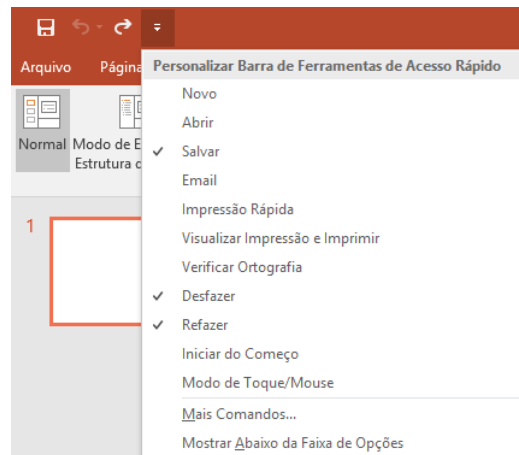 Arquivo Página
Personalizar Barra de Ferramentas de Acesso Rápido
Novo
Abrir
Salvar
Email
Impressão Rápida
Visualizar Impressão e Imprimir
Verificar Ortografia
Desfazer
Refazer
Iniciar do Começo
Modo de Toque/Mouse
Mais Comandos...
Mostrar Abaixo da Faixa de Opções
Normal Modo de E
Estrutura d
1